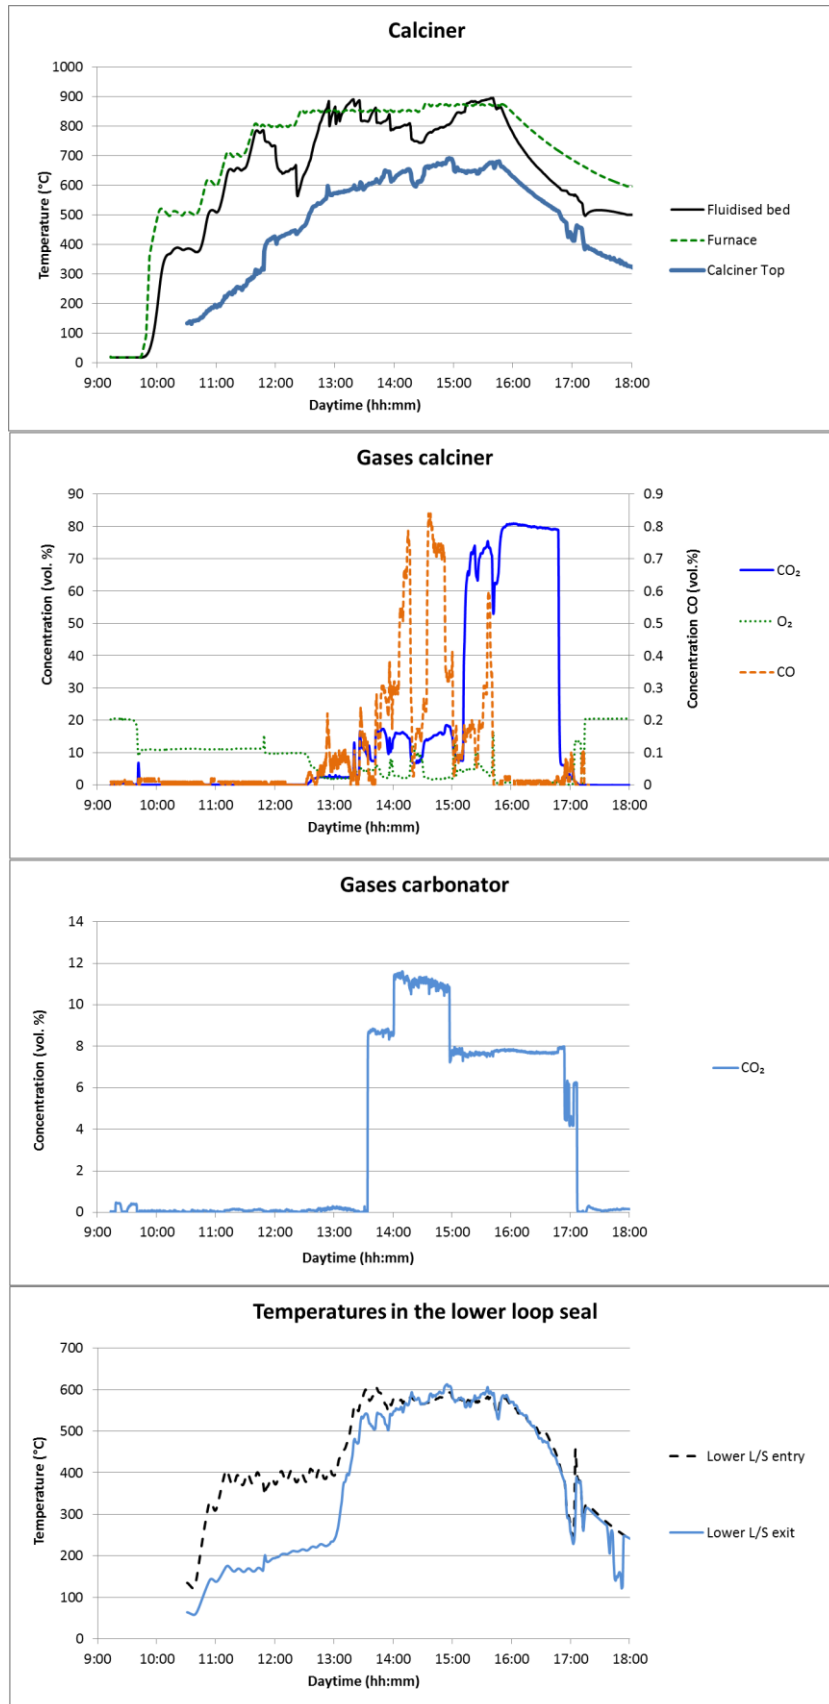 Calciner
1000
900
800
700
600
500
400
300
200
100
0
Temperature (°C)
9:00 10:00 11:00 12:00 13:00 14:00 15:00 16:00 17:00 18:00
Daytime (hh:mm)
Fluidised bed
Furnace
Calciner Top
Gases calciner
90
80
70
60
50
40
30
20
10
0
Concentration (vol. %)
0.9
0.8
0.7
0.6
0.5
0.4
0.3
0.2
0.1
0
Concentration CO (vol.%)
9:00 10:00 11:00 12:00 13:00 14:00 15:00 16:00 17:00 18:00
Daytime (hh:mm)
CO₂
O₂
CO
Gases carbonator
14
12
10
8
6
4
2
0
Concentration (vol. %)
9:00 10:00 11:00 12:00 13:00 14:00 15:00 16:00 17:00 18:00
Daytime (hh:mm)
CO₂
Temperatures in the lower loop seal
700
600
500
400
300
200
100
0
Temperature (°C)
9:00 10:00 11:00 12:00 13:00 14:00 15:00 16:00 17:00 18:00
Daytime (hh:mm)
Lower L/S entry
Lower L/S exit